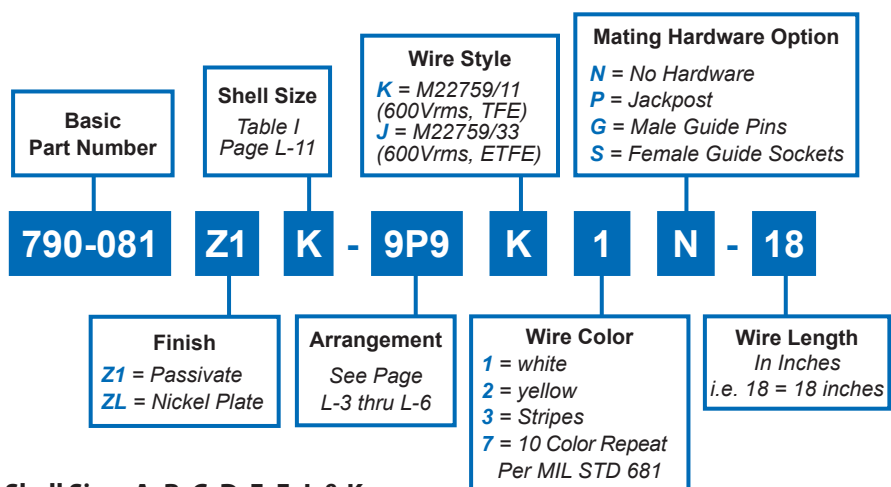 Basic
Part Number
Shell Size
Table I
Page L-11
Wire Style
K = M22759/11
(600Vrms, TFE)
J = M22759/33
(600Vrms, ETFE)
Mating Hardware Option
N = No Hardware
P = Jackpost
G = Male Guide Pins
S = Female Guide Sockets
790-081 Z1 K - 9P9 K 1 N - 18
Finish
Z1 = Passivate
ZL = Nickel Plate
Arrangement
See Page
L-3 thru L-6
Wire Color
1 = white
2 = yellow
3 = Stripes
7 = 10 Color Repeat
Per MIL STD 681
Wire Length
In Inches
i.e. 18 = 18 inches